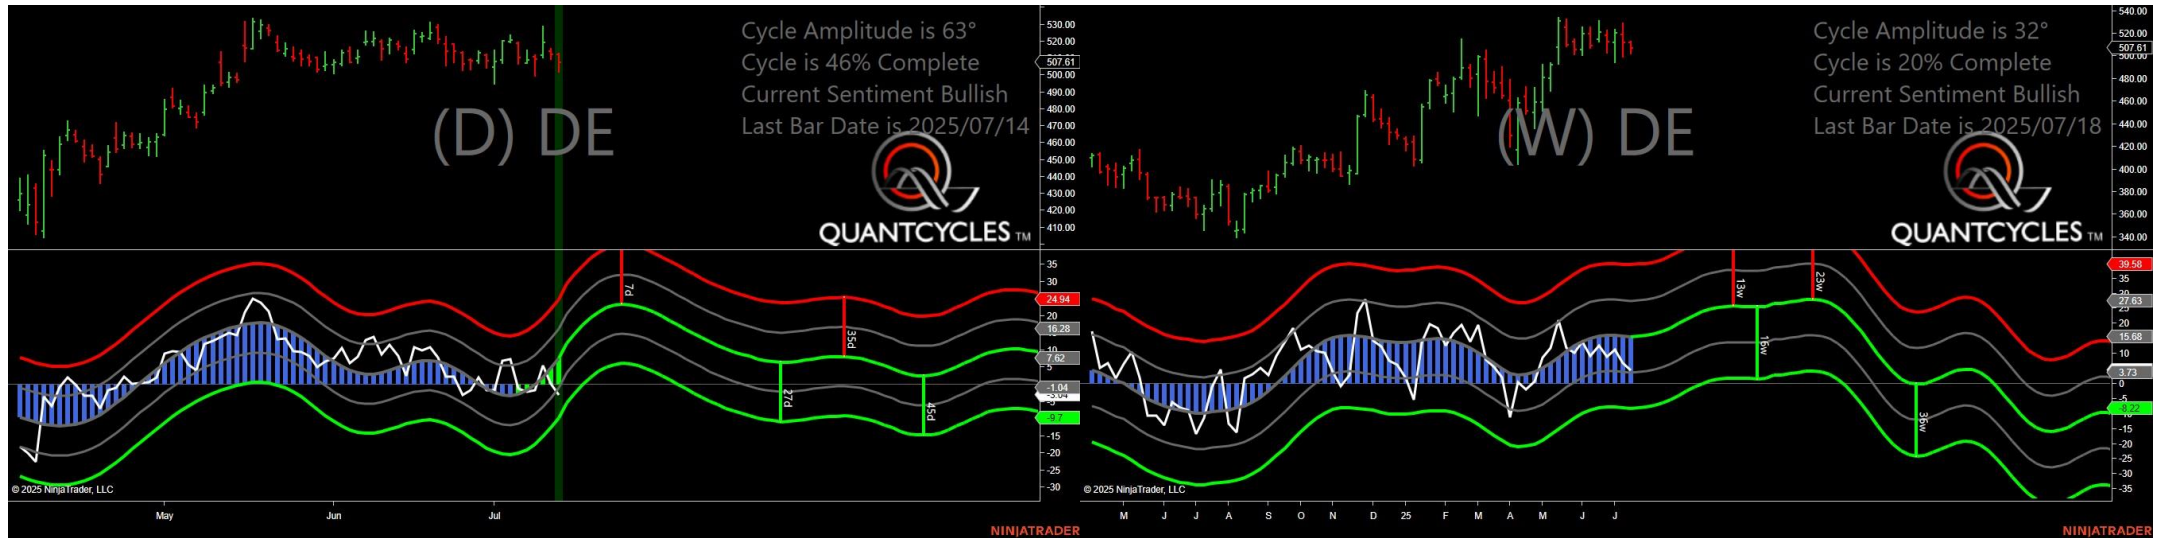 Cycle Amplitude is 63°
Cycle is 46% Complete
Current Sentiment Bullish
Last Bar Date is 2025/07/14
(D) DE
QUANTCYCLES TM
530.00
520.00
507.61
500.00
490.00
480.00
470.00
460.00
450.00
440.00
430.00
420.00
410.00
35
24.94
20
16.28
10
7.62
5
-1.04
-3.04
-9.7
-15
-20
-25
-30
7d
27d
35d
45d
© 2025 NinjaTrader, LLC
May
Jun
Jul
NINJATRADER
Cycle Amplitude is 32°
Cycle is 20% Complete
Current Sentiment Bullish
Last Bar Date is 2025/07/18
(W) DE
QUANTCYCLES TM
540.00
520.00
507.61
500.00
480.00
460.00
440.00
420.00
400.00
380.00
360.00
340.00
39.58
27.63
25
20
15.68
10
3.73
0
-5
-8.22
-15
-20
-25
-30
-35
13w
16w
23w
36w
© 2025 NinjaTrader, LLC
M J J A S O N D 25 F M A M J J
NINJATRADER